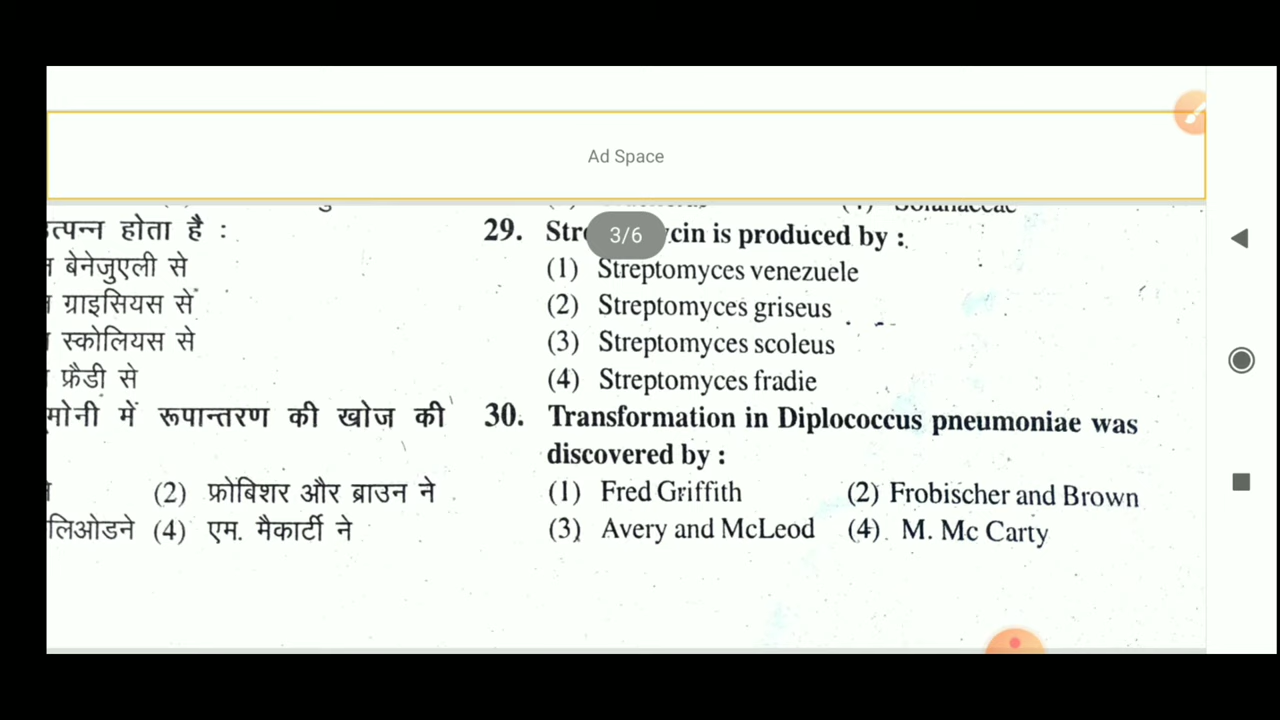 Ad Space
त्पन्न होता है :
बेनेजुएली से
ग्राइसियस से
स्कोलियस से
फ्रैडी से
मोनी में रूपान्तरण की खोज की
(2) फ्रोबिशर और ब्राउन ने
लिओडने (4) एम. मैकार्टी ने
3/6
29. Str cin is produced by :
(1) Streptomyces venezuele
(2) Streptomyces griseus
(3) Streptomyces scoleus
(4) Streptomyces fradie
30. Transformation in Diplococcus pneumoniae was
discovered by :
(1) Fred Griffith (2) Frobischer and Brown
(3) Avery and McLeod (4) M. Mc Carty